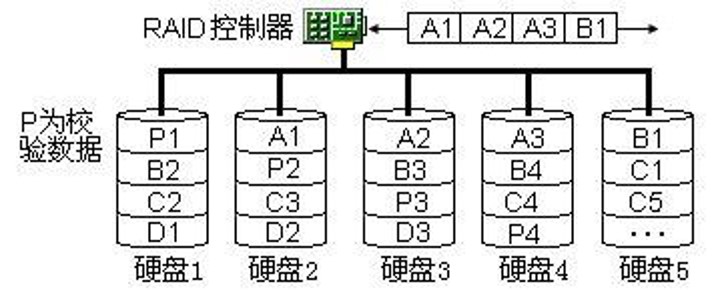 RAID控制器 A1 A2 A3 B1
P为校
验数据
P1 A1 A2 A3 B1
B2 P2 B3 B4 C1
C2 C3 P3 C4 C5
D1 D2 D3 P4 ···
硬盘1 硬盘2 硬盘3 硬盘4 硬盘5